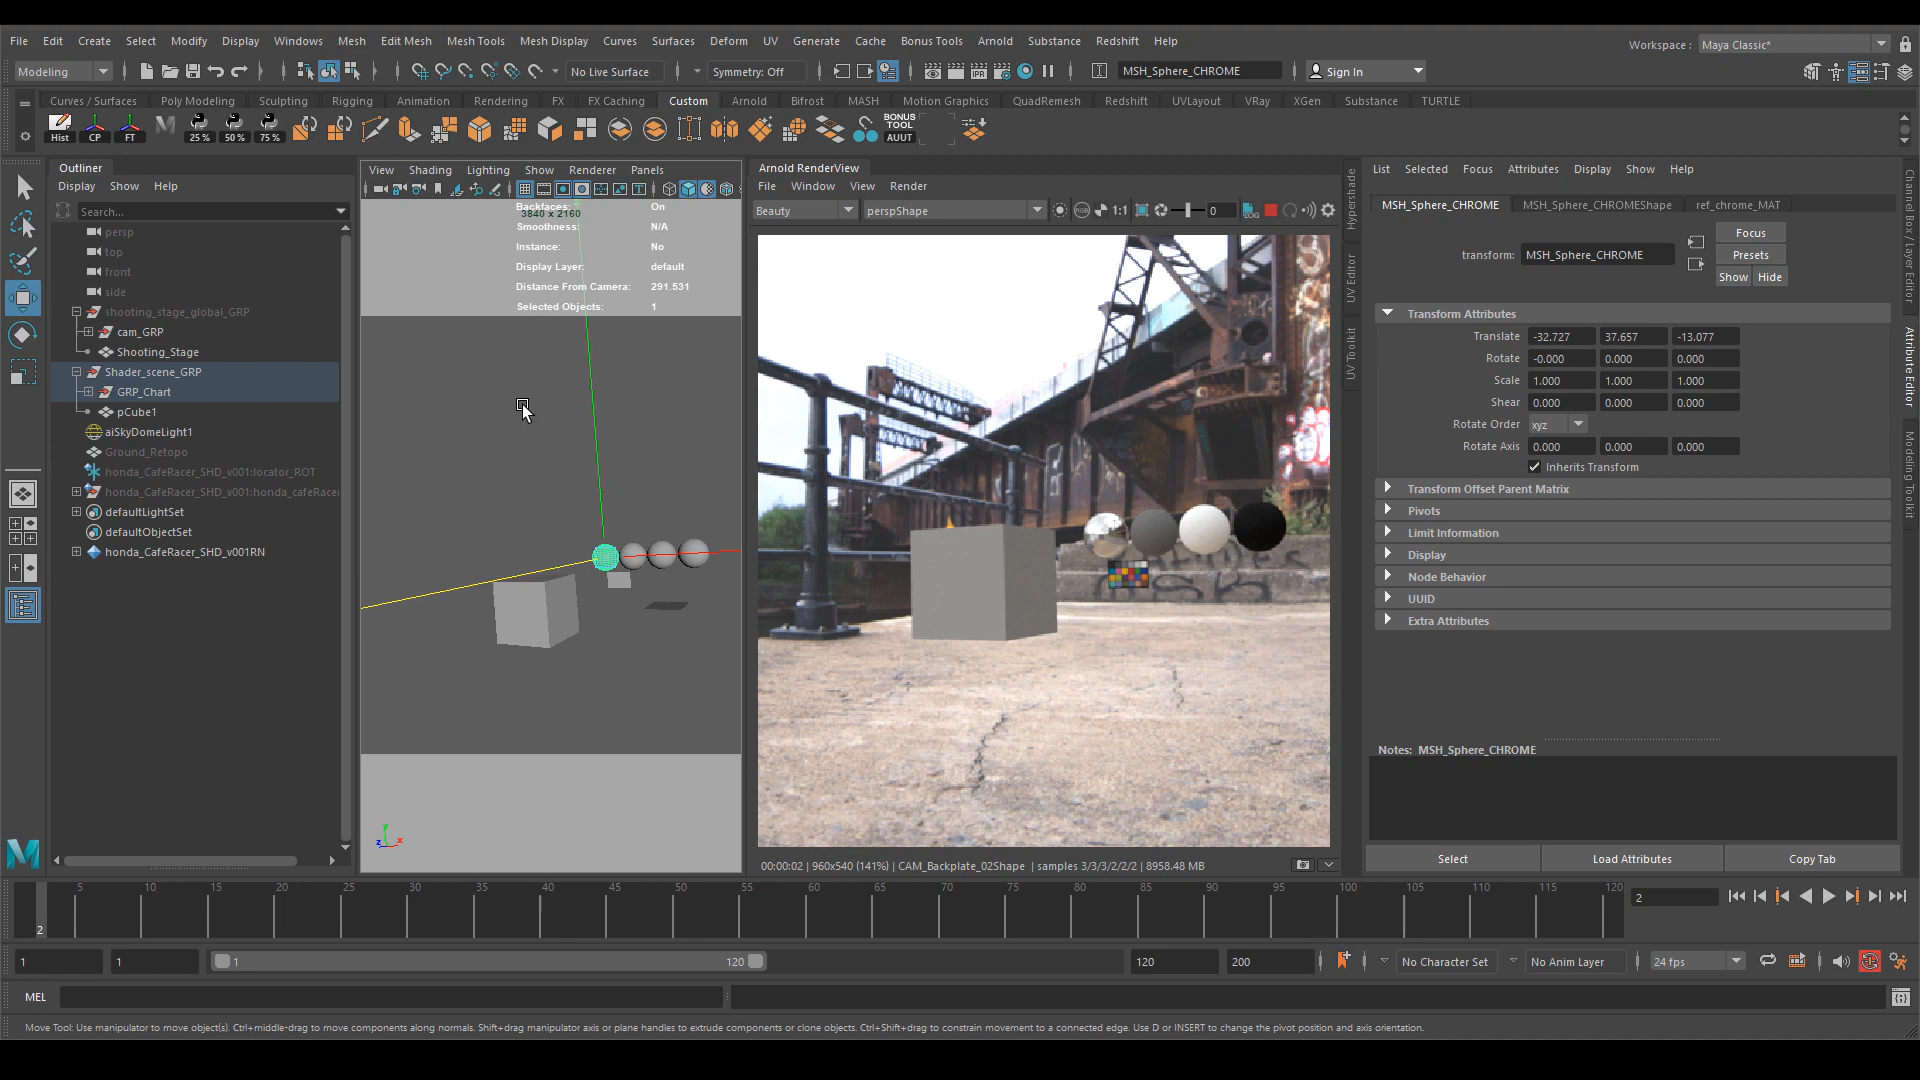 File Edit Create Select Modify Display Windows Mesh Edit Mesh Mesh Tools Mesh Display Curves Surfaces Deform UV Generate Cache Bonus Tools Arnold Substance Redshift Help
Workspace : Maya Classic*
Modeling No Live Surface Symmetry: Off IPR MSH_Sphere_CHROME Sign In
Curves / Surfaces Poly Modeling Sculpting Rigging Animation Rendering FX FX Caching Custom Arnold Bifrost MASH Motion Graphics QuadRemesh Redshift UVLayout VRay XGen Substance TURTLE
Hist CP FT 25 % 50 % 75 % BONUS TOOL AUUT
Outliner
Display Show Help
Search...
persp
top
front
side
shooting_stage_global_GRP
cam_GRP
Shooting_Stage
Shader_scene_GRP
GRP_Chart
pCube1
aiSkyDomeLight1
Ground_Retopo
honda_CafeRacer_SHD_v001:locator_ROT
honda_CafeRacer_SHD_v001:honda_cafeRacer
defaultLightSet
defaultObjectSet
honda_CafeRacer_SHD_v001RN
View Shading Lighting Show Renderer Panels
Backfaces: On
3840 x 2160
Smoothness: N/A
Instance: No
Display Layer: default
Distance From Camera: 291.531
Selected Objects: 1
y
z x
Arnold RenderView
File Window View Render
Beauty perspShape 1:1 0
00:00:02 | 960x540 (141%) | CAM_Backplate_02Shape | samples 3/3/3/2/2/2 | 8958.48 MB
Hypershade
UV Editor
UV Toolkit
List Selected Focus Attributes Display Show Help
MSH_Sphere_CHROME MSH_Sphere_CHROMEShape ref_chrome_MAT
transform: MSH_Sphere_CHROME
Focus
Presets
Show Hide
Transform Attributes
Translate -32.727 37.657 -13.077
Rotate -0.000 0.000 0.000
Scale 1.000 1.000 1.000
Shear 0.000 0.000 0.000
Rotate Order xyz
Rotate Axis 0.000 0.000 0.000
Inherits Transform
Transform Offset Parent Matrix
Pivots
Limit Information
Display
Node Behavior
UUID
Extra Attributes
Notes: MSH_Sphere_CHROME
Select Load Attributes Copy Tab
Channel Box / Layer Editor
Attribute Editor
Modeling Toolkit
5 10 15 20 25 30 35 40 45 50 55 60 65 70 75 80 85 90 95 100 105 110 115 120
2
2
1 1 1 120 120 200 No Character Set No Anim Layer 24 fps
MEL
Move Tool: Use manipulator to move object(s). Ctrl+middle-drag to move components along normals. Shift+drag manipulator axis or plane handles to extrude components or clone objects. Ctrl+Shift+drag to constrain movement to a connected edge. Use D or INSERT to change the pivot position and axis orientation.